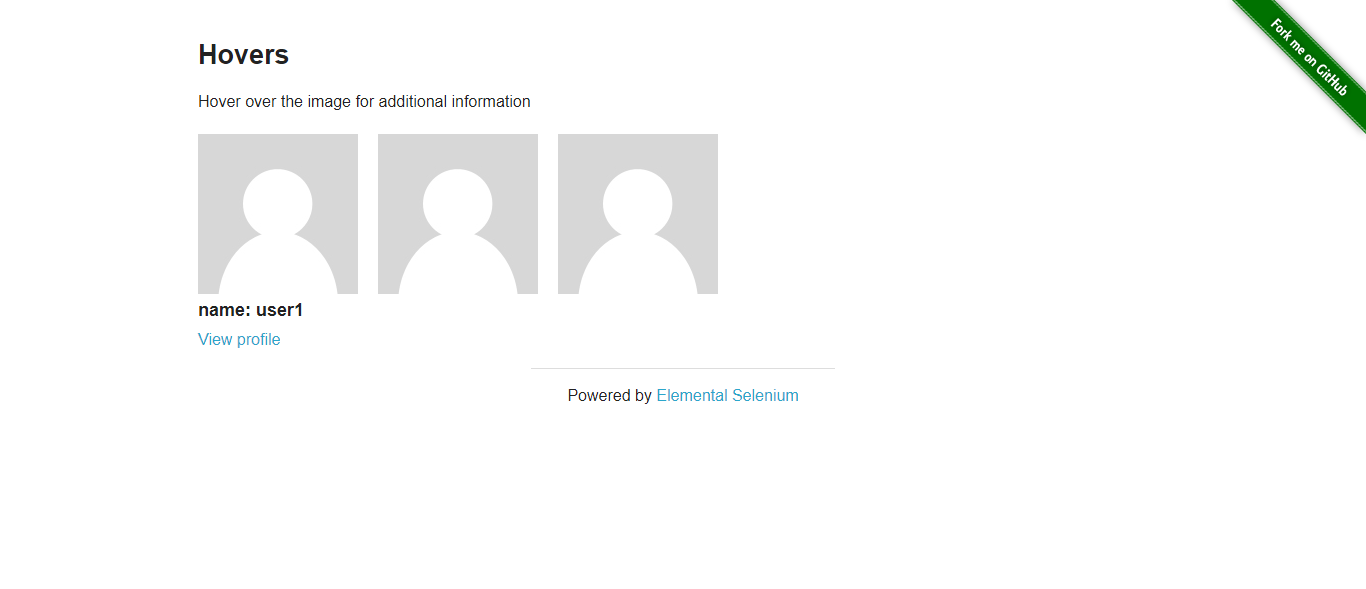 Fork me on GitHub
Hovers
Hover over the image for additional information
name: user1
View profile
Powered by Elemental Selenium